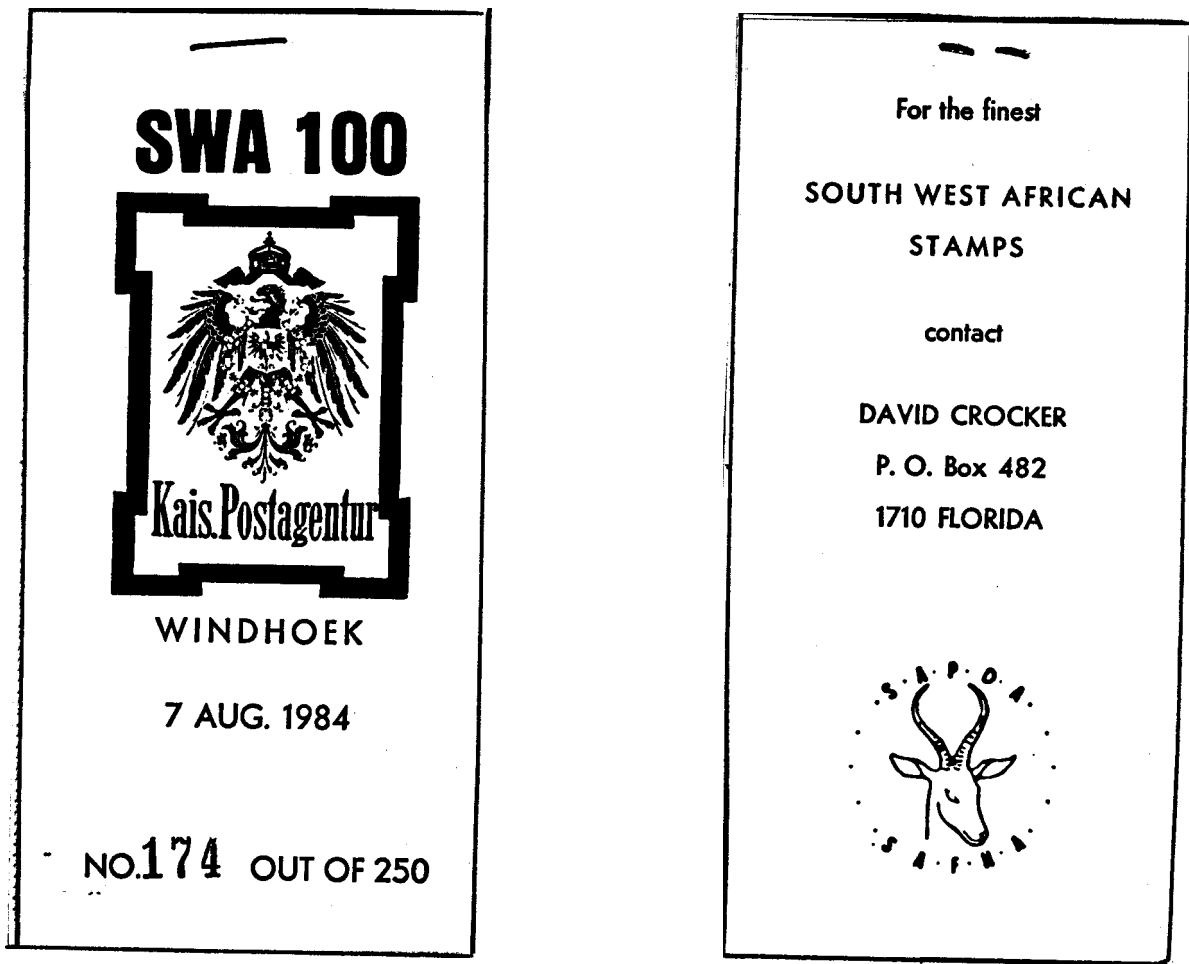 SWA 100
Kais. Postagentur
WINDHOEK
7 AUG. 1984
NO. 174 OUT OF 250
For the finest
SOUTH WEST AFRICAN
STAMPS
contact
DAVID CROCKER
P. O. Box 482
1710 FLORIDA
· S · A · P · D · A ·
· S · A · F · H · A ·